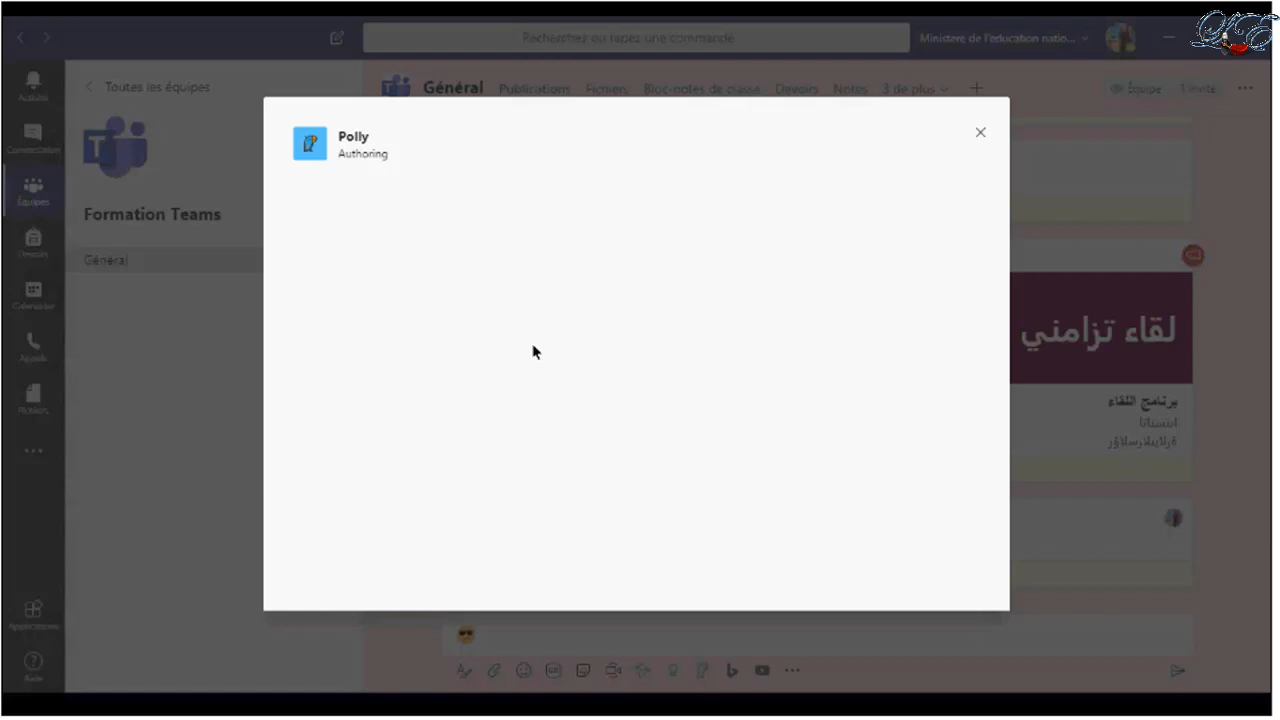 Recherchez ou tapez une commande
Ministere de l'education natio...
Activité
Conversation
Équipes
Devoirs
Calendrier
Appels
Fichiers
Applications
Aide
Toutes les équipes
Formation Teams
Général
Général Publications Fichiers Bloc-notes de classe Devoirs Notes 3 de plus
Équipe 1 invité
Polly
Authoring
لقاء تزامني
برنامج اللقاء